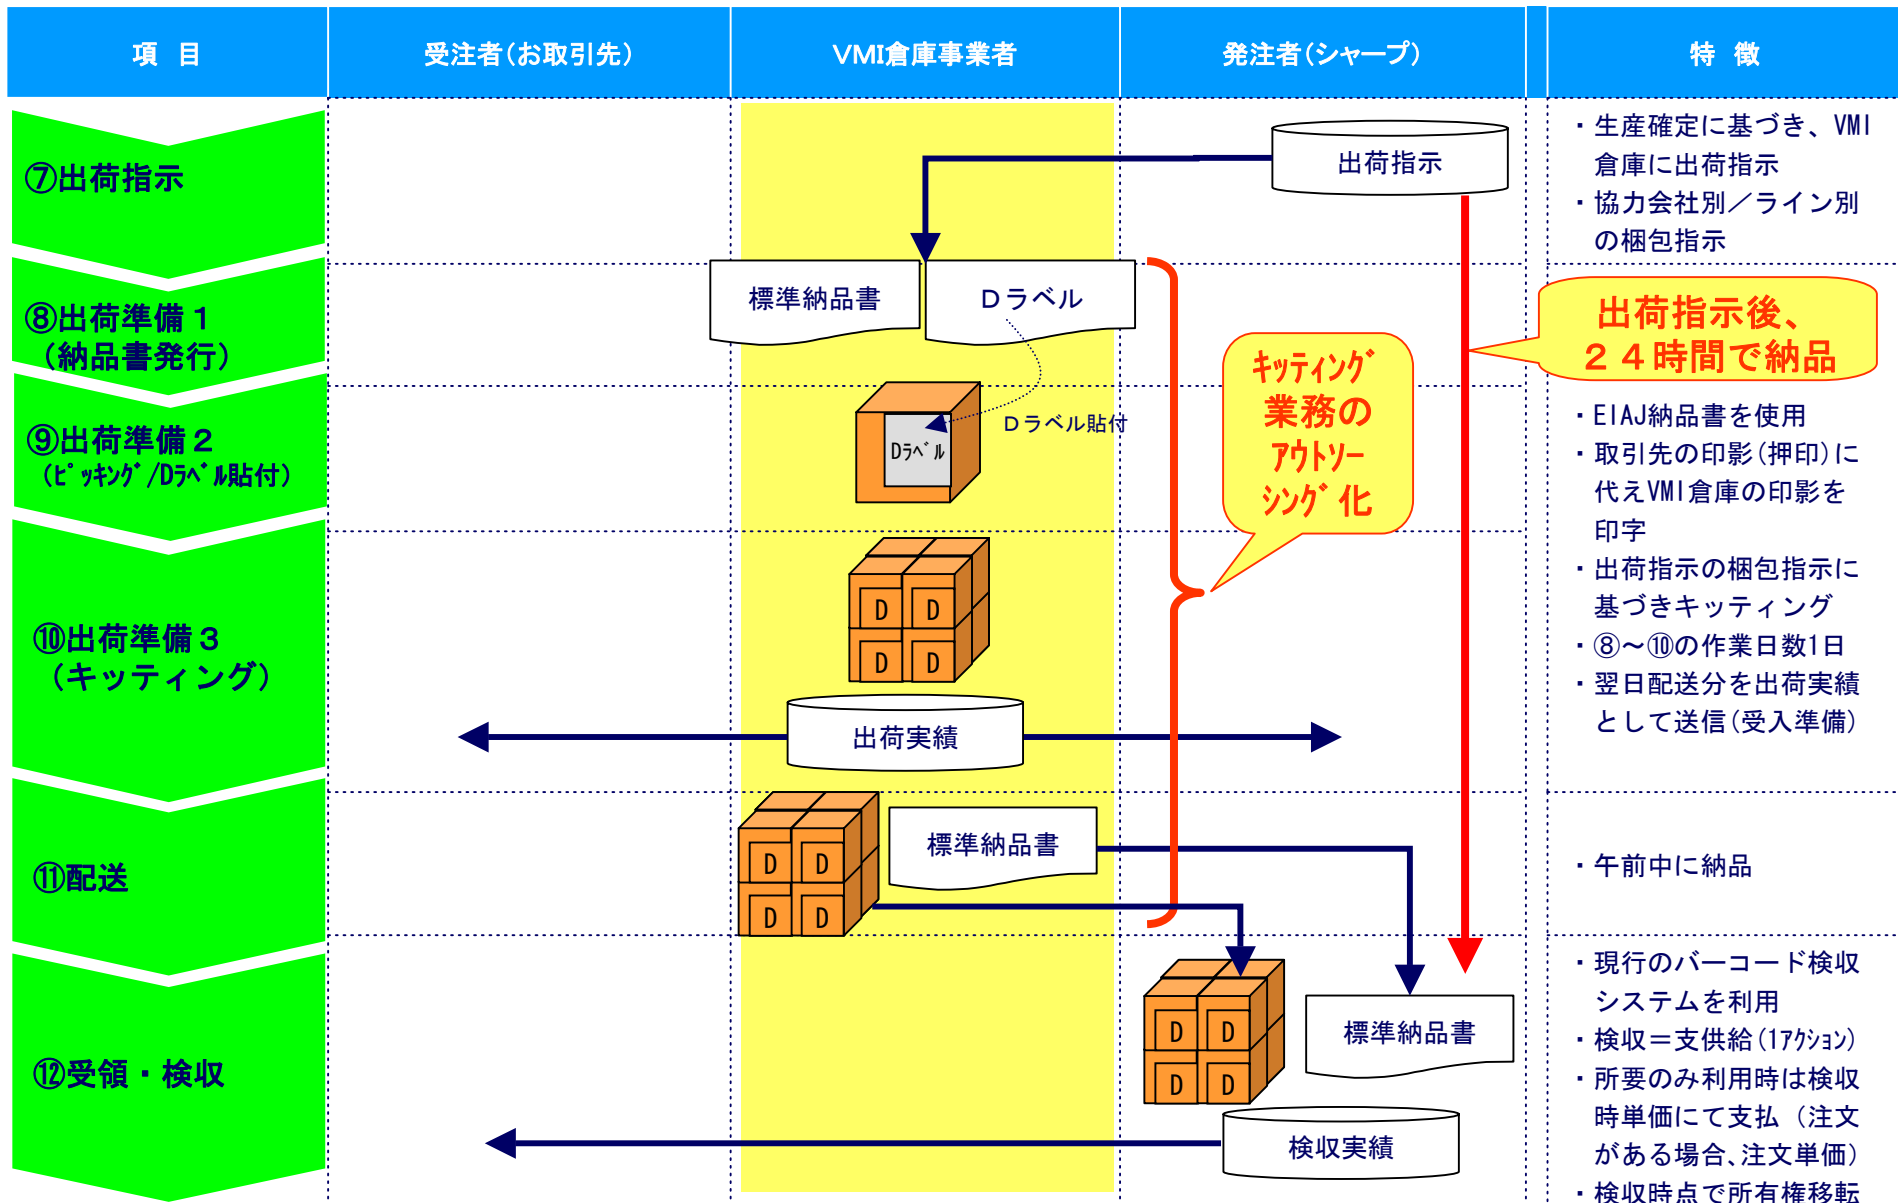 項 目
受注者(お取引先)
VMI倉庫事業者
発注者(シャープ)
特 徴
⑦出荷指示
出荷指示
・生産確定に基づき、VMI
倉庫に出荷指示
・協力会社別／ライン別
の梱包指示
⑧出荷準備１
(納品書発行)
標準納品書
Ｄラベル
出荷指示後、
２４時間で納品
⑨出荷準備２
(ﾋﾟｯｷﾝｸﾞ/Dﾗﾍﾞﾙ貼付)
Dﾗﾍﾞﾙ
Ｄラベル貼付
ｷｯﾃｨﾝｸﾞ
業務の
ｱｳﾄｿｰ
ｼﾝｸﾞ化
・EIAJ納品書を使用
・取引先の印影(押印)に
代えVMI倉庫の印影を
印字
・出荷指示の梱包指示に
基づきキッティング
・⑧～⑩の作業日数1日
・翌日配送分を出荷実績
として送信(受入準備)
⑩出荷準備３
(キッティング)
D D
D D
出荷実績
⑪配送
D D
D D
標準納品書
・午前中に納品
⑫受領・検収
D D
D D
標準納品書
検収実績
・現行のバーコード検収
システムを利用
・検収＝支供給(1ｱｸｼｮﾝ)
・所要のみ利用時は検収
時単価にて支払（注文
がある場合、注文単価）
・検収時点で所有権移転